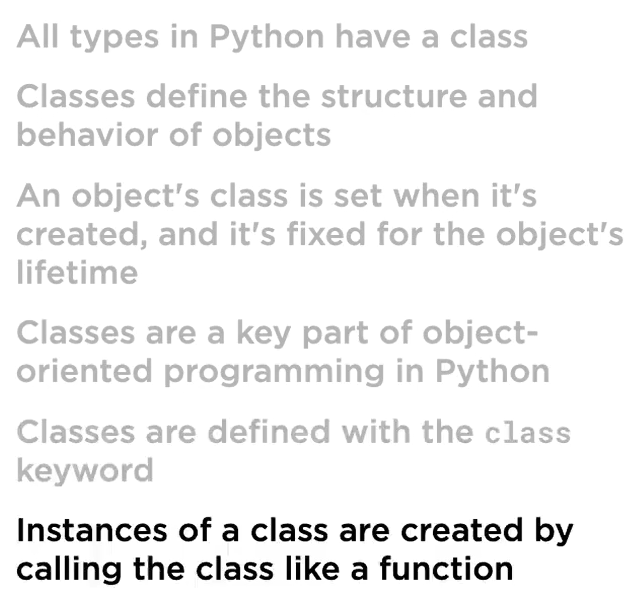 All types in Python have a class
Classes define the structure and
behavior of objects
An object's class is set when it's
created, and it's fixed for the object's
lifetime
Classes are a key part of object-
oriented programming in Python
Classes are defined with the class
keyword
Instances of a class are created by
calling the class like a function